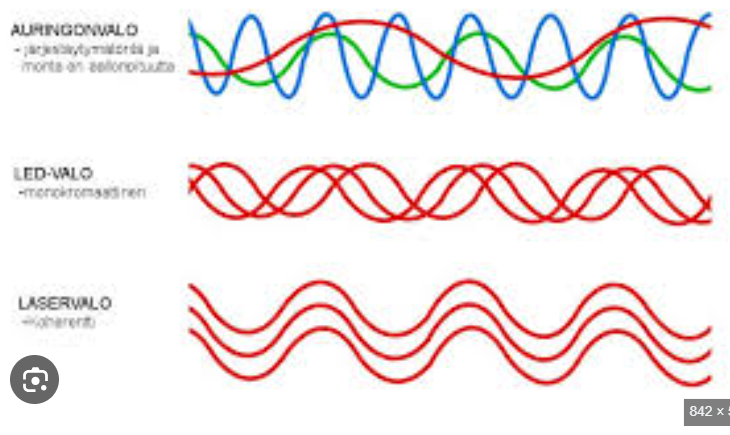 AURINGONVALO
- järjestäytymätöntä ja
monta eri aallonpituutta
LED-VALO
-monokromaattinen
LASERVALO
-Koherentti
842 ×